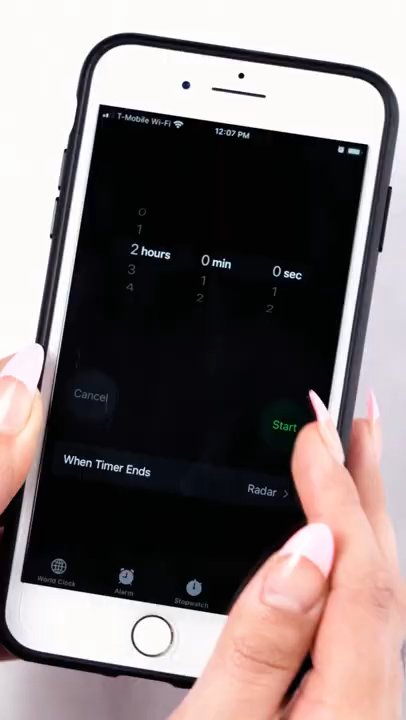 T-Mobile Wi-Fi
12:07 PM
0
1
2 hours 0 min 0 sec
3 1 1
4 2 2
Cancel
Start
When Timer Ends
Radar >
World Clock Alarm Stopwatch